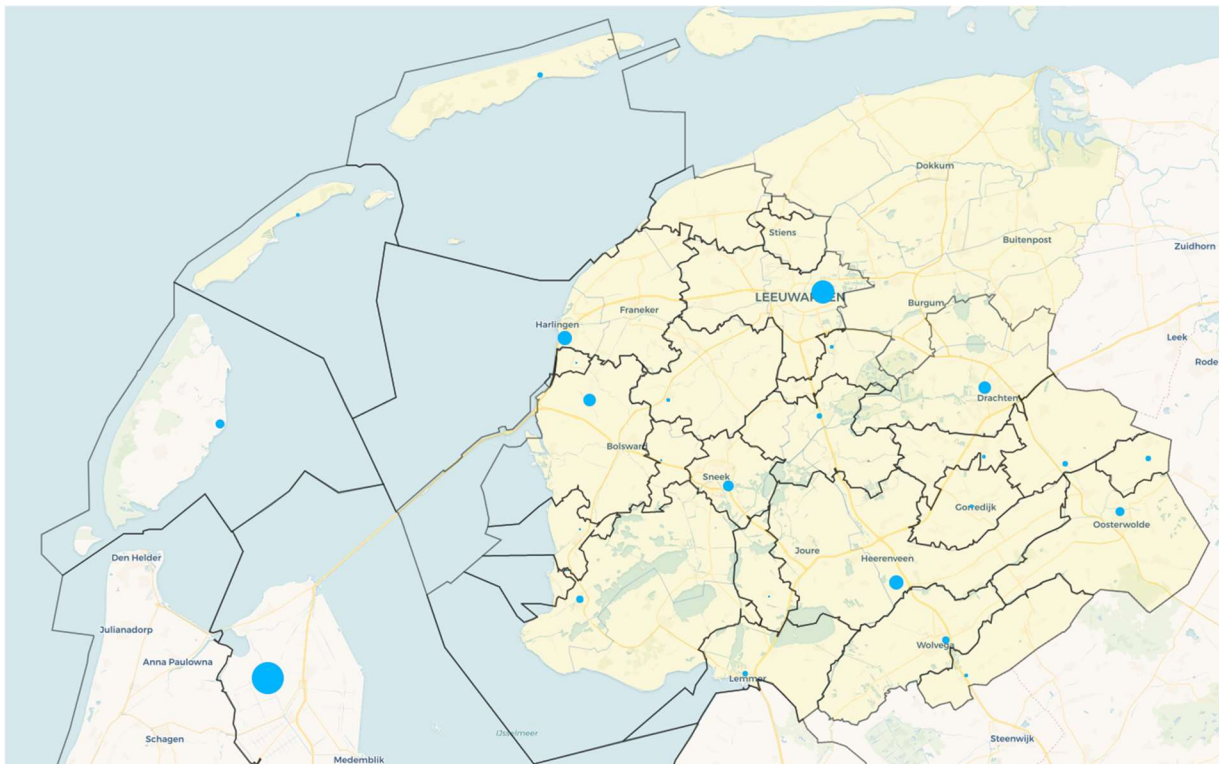 Dokkum
Stiens
Buitenpost
Zuidhorn
LEEUWARDEN
Burgum
Franeker
Harlingen
Leek
Rode
Drachten
Bolsward
Sneek
Gorredijk
Oosterwolde
Joure
Heerenveen
Den Helder
Julianadorp
Anna Paulowna
Wolvega
Lemmer
Schagen
IJsselmeer
Steenwijk
Medemblik